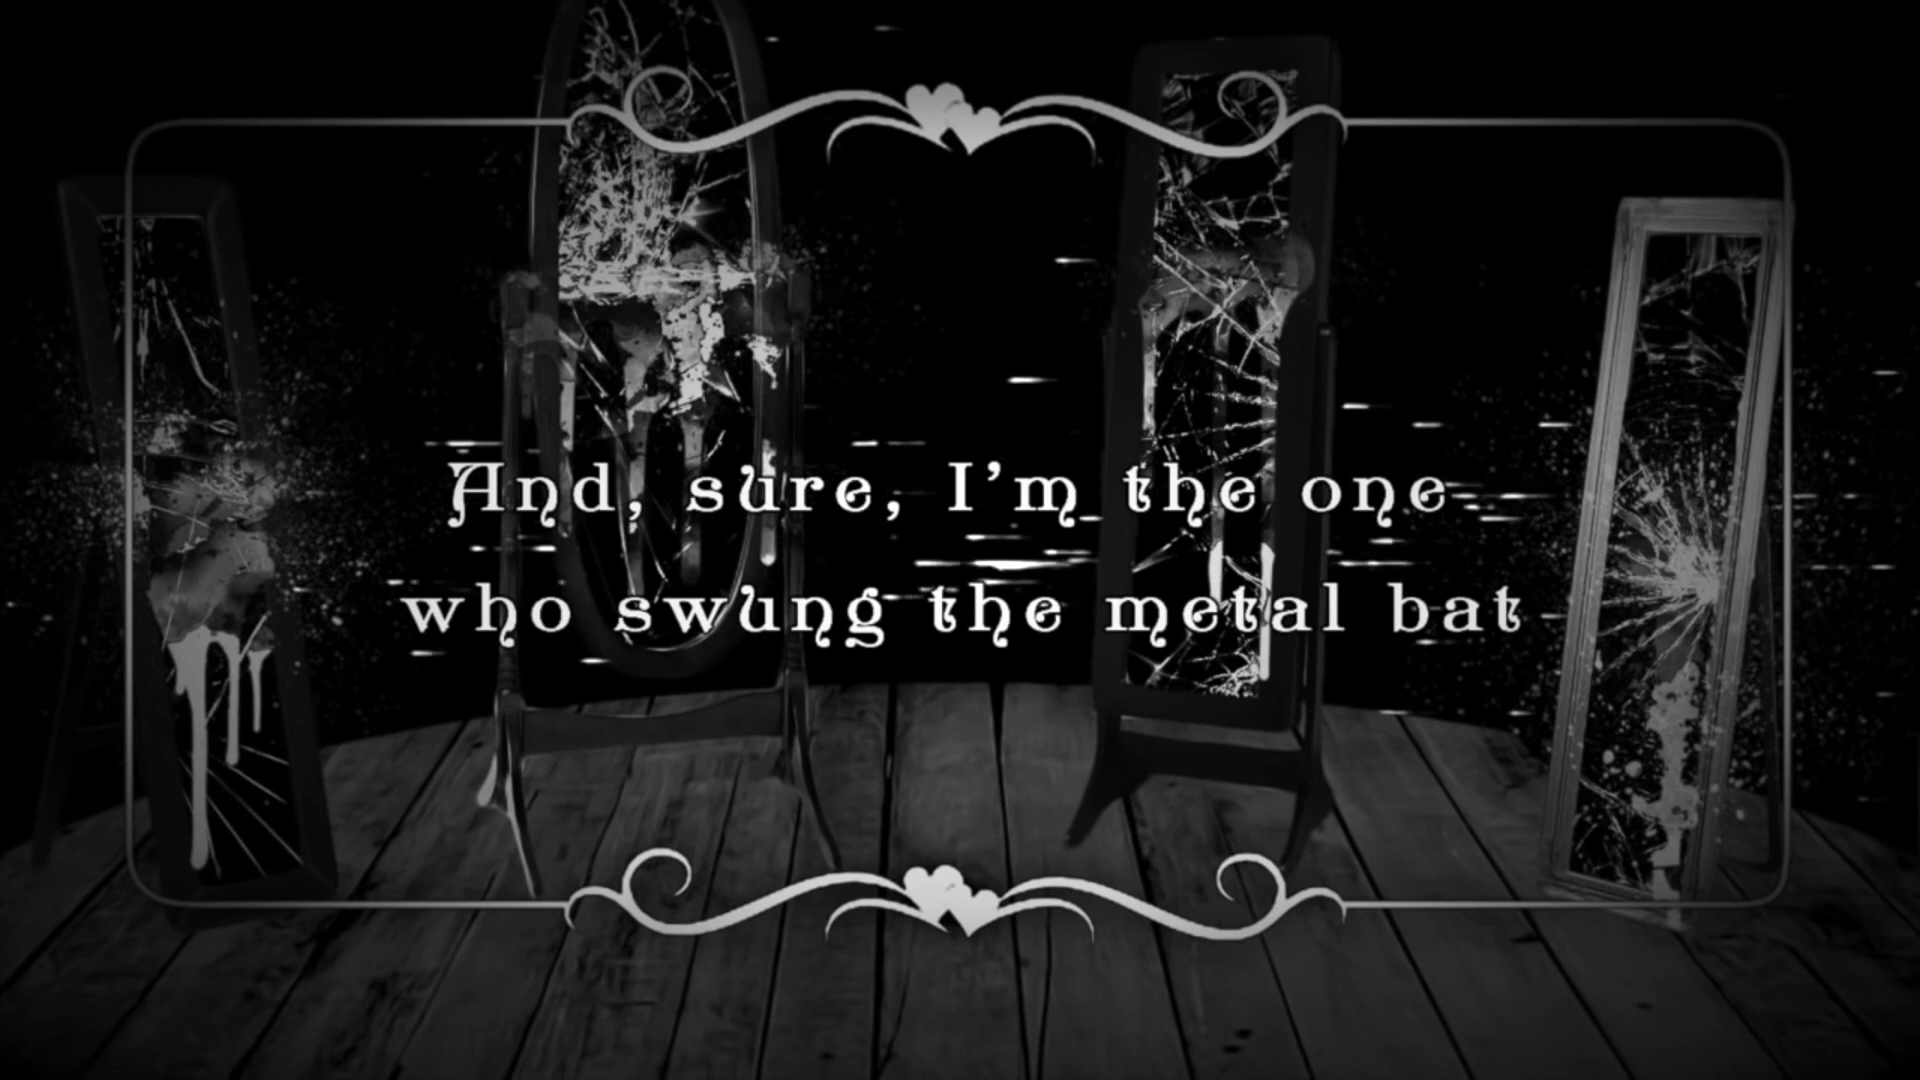 And, sure, I'm the one
who swung the metal bat